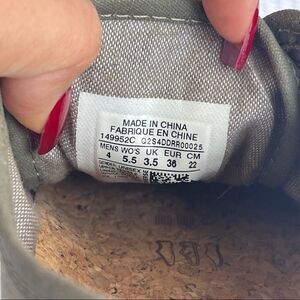 MADE IN CHINA
FABRIQUE EN CHINE
149952C Q2S4DDRR00025
MENS WO'S UK EUR CM
4 5.5 3.5 36 22